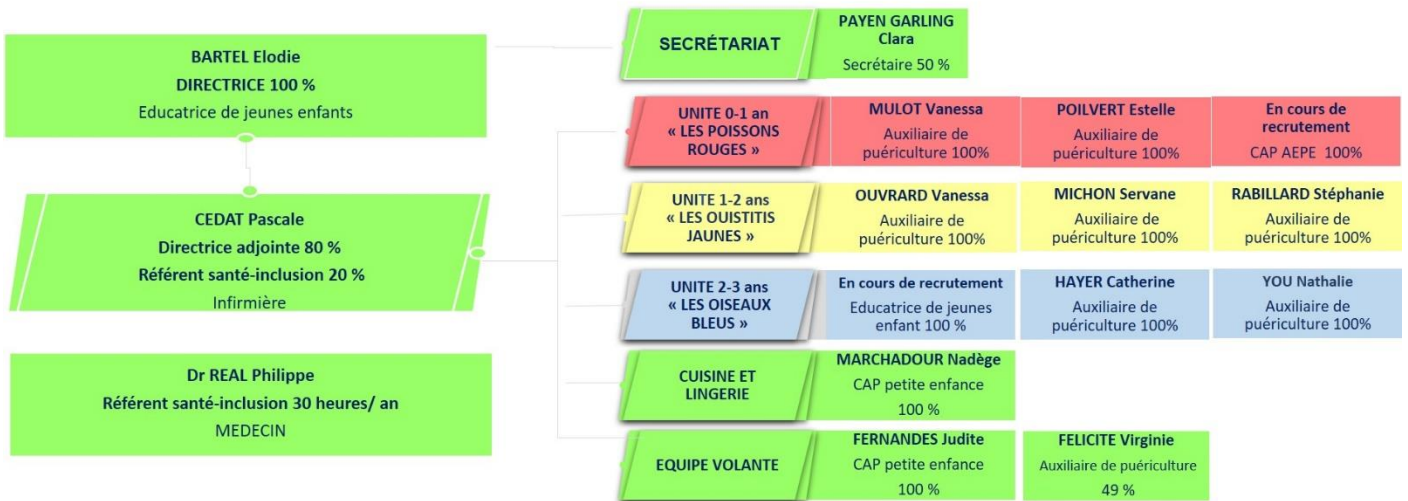 BARTEL Elodie
DIRECTRICE 100 %
Educatrice de jeunes enfants
CEDAT Pascale
Directrice adjointe 80 %
Référent santé-inclusion 20 %
Infirmière
Dr REAL Philippe
Référent santé-inclusion 30 heures/ an
MEDECIN
SECRÉTARIAT
PAYEN GARLING
Clara
Secrétaire 50 %
UNITE 0-1 an
« LES POISSONS
ROUGES »
MULOT Vanessa
Auxiliaire de
puériculture 100%
POILVERT Estelle
Auxiliaire de
puériculture 100%
En cours de
recrutement
CAP AEPE 100%
UNITE 1-2 ans
« LES OUISTITIS
JAUNES »
OUVRARD Vanessa
Auxiliaire de
puériculture 100%
MICHON Servane
Auxiliaire de
puériculture 100%
RABILLARD Stéphanie
Auxiliaire de
puériculture 100%
UNITE 2-3 ans
« LES OISEAUX
BLEUS »
En cours de recrutement
Educatrice de jeunes
enfant 100 %
HAYER Catherine
Auxiliaire de
puériculture 100%
YOU Nathalie
Auxiliaire de
puériculture 100%
CUISINE ET
LINGERIE
MARCHADOUR Nadège
CAP petite enfance
100 %
EQUIPE VOLANTE
FERNANDES Judite
CAP petite enfance
100 %
FELICITE Virginie
Auxiliaire de puériculture
49 %